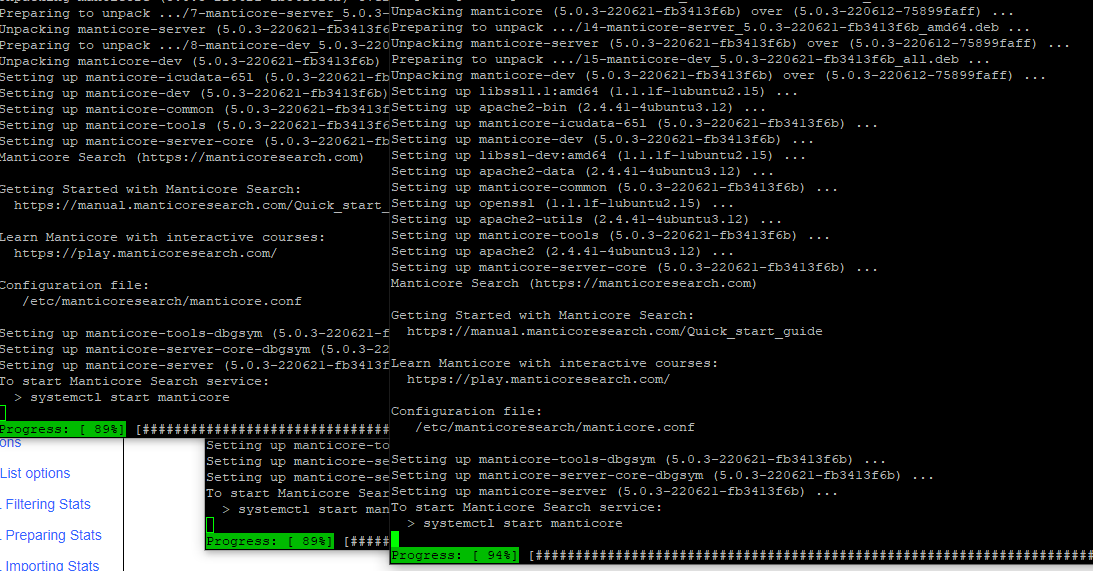 Preparing to unpack .../7-manticore-server_5.0.3-
Unpacking manticore-server (5.0.3-220621-fb3413f6
Preparing to unpack .../8-manticore-dev_5.0.3-220
Unpacking manticore-dev (5.0.3-220621-fb3413f6b)
Setting up manticore-icudata-65l (5.0.3-220621-fb
Setting up manticore-dev (5.0.3-220621-fb3413f6b)
Setting up manticore-common (5.0.3-220621-fb3413f
Setting up manticore-tools (5.0.3-220621-fb3413f6
Setting up manticore-server-core (5.0.3-220621-fb
Manticore Search (https://manticoresearch.com)
Getting Started with Manticore Search:
https://manual.manticoresearch.com/Quick_start_
Learn Manticore with interactive courses:
https://play.manticoresearch.com/
Configuration file:
/etc/manticoresearch/manticore.conf
Setting up manticore-tools-dbgsym (5.0.3-220621-f
Setting up manticore-server-core-dbgsym (5.0.3-22
Setting up manticore-server (5.0.3-220621-fb3413f
To start Manticore Search service:
> systemctl start manticore
Progress: [ 89%] [###############################
ons
List options
. Filtering Stats
. Preparing Stats
. Importing Stats
Setting up manticore-to
Setting up manticore-se
Setting up manticore-se
To start Manticore Sear
> systemctl start man
Progress: [ 89%] [#####
Unpacking manticore (5.0.3-220621-fb3413f6b) over (5.0.3-220612-75899faff) ...
Preparing to unpack .../14-manticore-server_5.0.3-220621-fb3413f6b_amd64.deb ...
Unpacking manticore-server (5.0.3-220621-fb3413f6b) over (5.0.3-220612-75899faff) ...
Preparing to unpack .../15-manticore-dev_5.0.3-220621-fb3413f6b_all.deb ...
Unpacking manticore-dev (5.0.3-220621-fb3413f6b) over (5.0.3-220612-75899faff) ...
Setting up libssl1.1:amd64 (1.1.1f-1ubuntu2.15) ...
Setting up apache2-bin (2.4.41-4ubuntu3.12) ...
Setting up manticore-icudata-65l (5.0.3-220621-fb3413f6b) ...
Setting up manticore-dev (5.0.3-220621-fb3413f6b) ...
Setting up libssl-dev:amd64 (1.1.1f-1ubuntu2.15) ...
Setting up apache2-data (2.4.41-4ubuntu3.12) ...
Setting up manticore-common (5.0.3-220621-fb3413f6b) ...
Setting up openssl (1.1.1f-1ubuntu2.15) ...
Setting up apache2-utils (2.4.41-4ubuntu3.12) ...
Setting up manticore-tools (5.0.3-220621-fb3413f6b) ...
Setting up apache2 (2.4.41-4ubuntu3.12) ...
Setting up manticore-server-core (5.0.3-220621-fb3413f6b) ...
Manticore Search (https://manticoresearch.com)
Getting Started with Manticore Search:
https://manual.manticoresearch.com/Quick_start_guide
Learn Manticore with interactive courses:
https://play.manticoresearch.com/
Configuration file:
/etc/manticoresearch/manticore.conf
Setting up manticore-tools-dbgsym (5.0.3-220621-fb3413f6b) ...
Setting up manticore-server-core-dbgsym (5.0.3-220621-fb3413f6b) ...
Setting up manticore-server (5.0.3-220621-fb3413f6b) ...
To start Manticore Search service:
> systemctl start manticore
Progress: [ 94%] [######################################################################